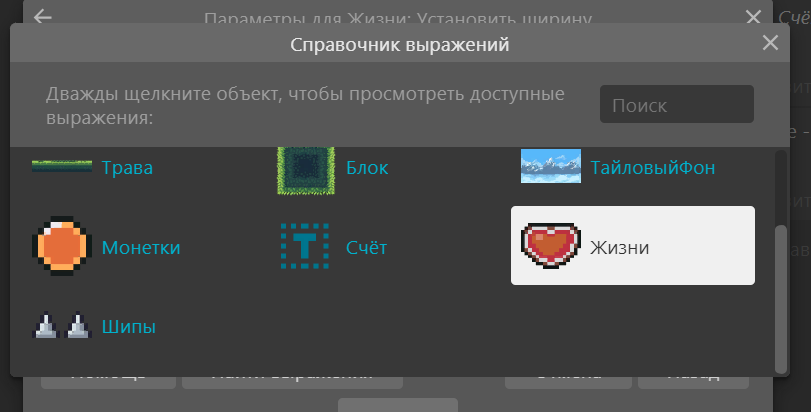 Параметры для Жизни: Установить ширину
Справочник выражений
Дважды щелкните объект, чтобы просмотреть доступные
выражения:
Поиск
Трава
Блок
ТайловыйФон
Монетки
Счёт
Жизни
Шипы